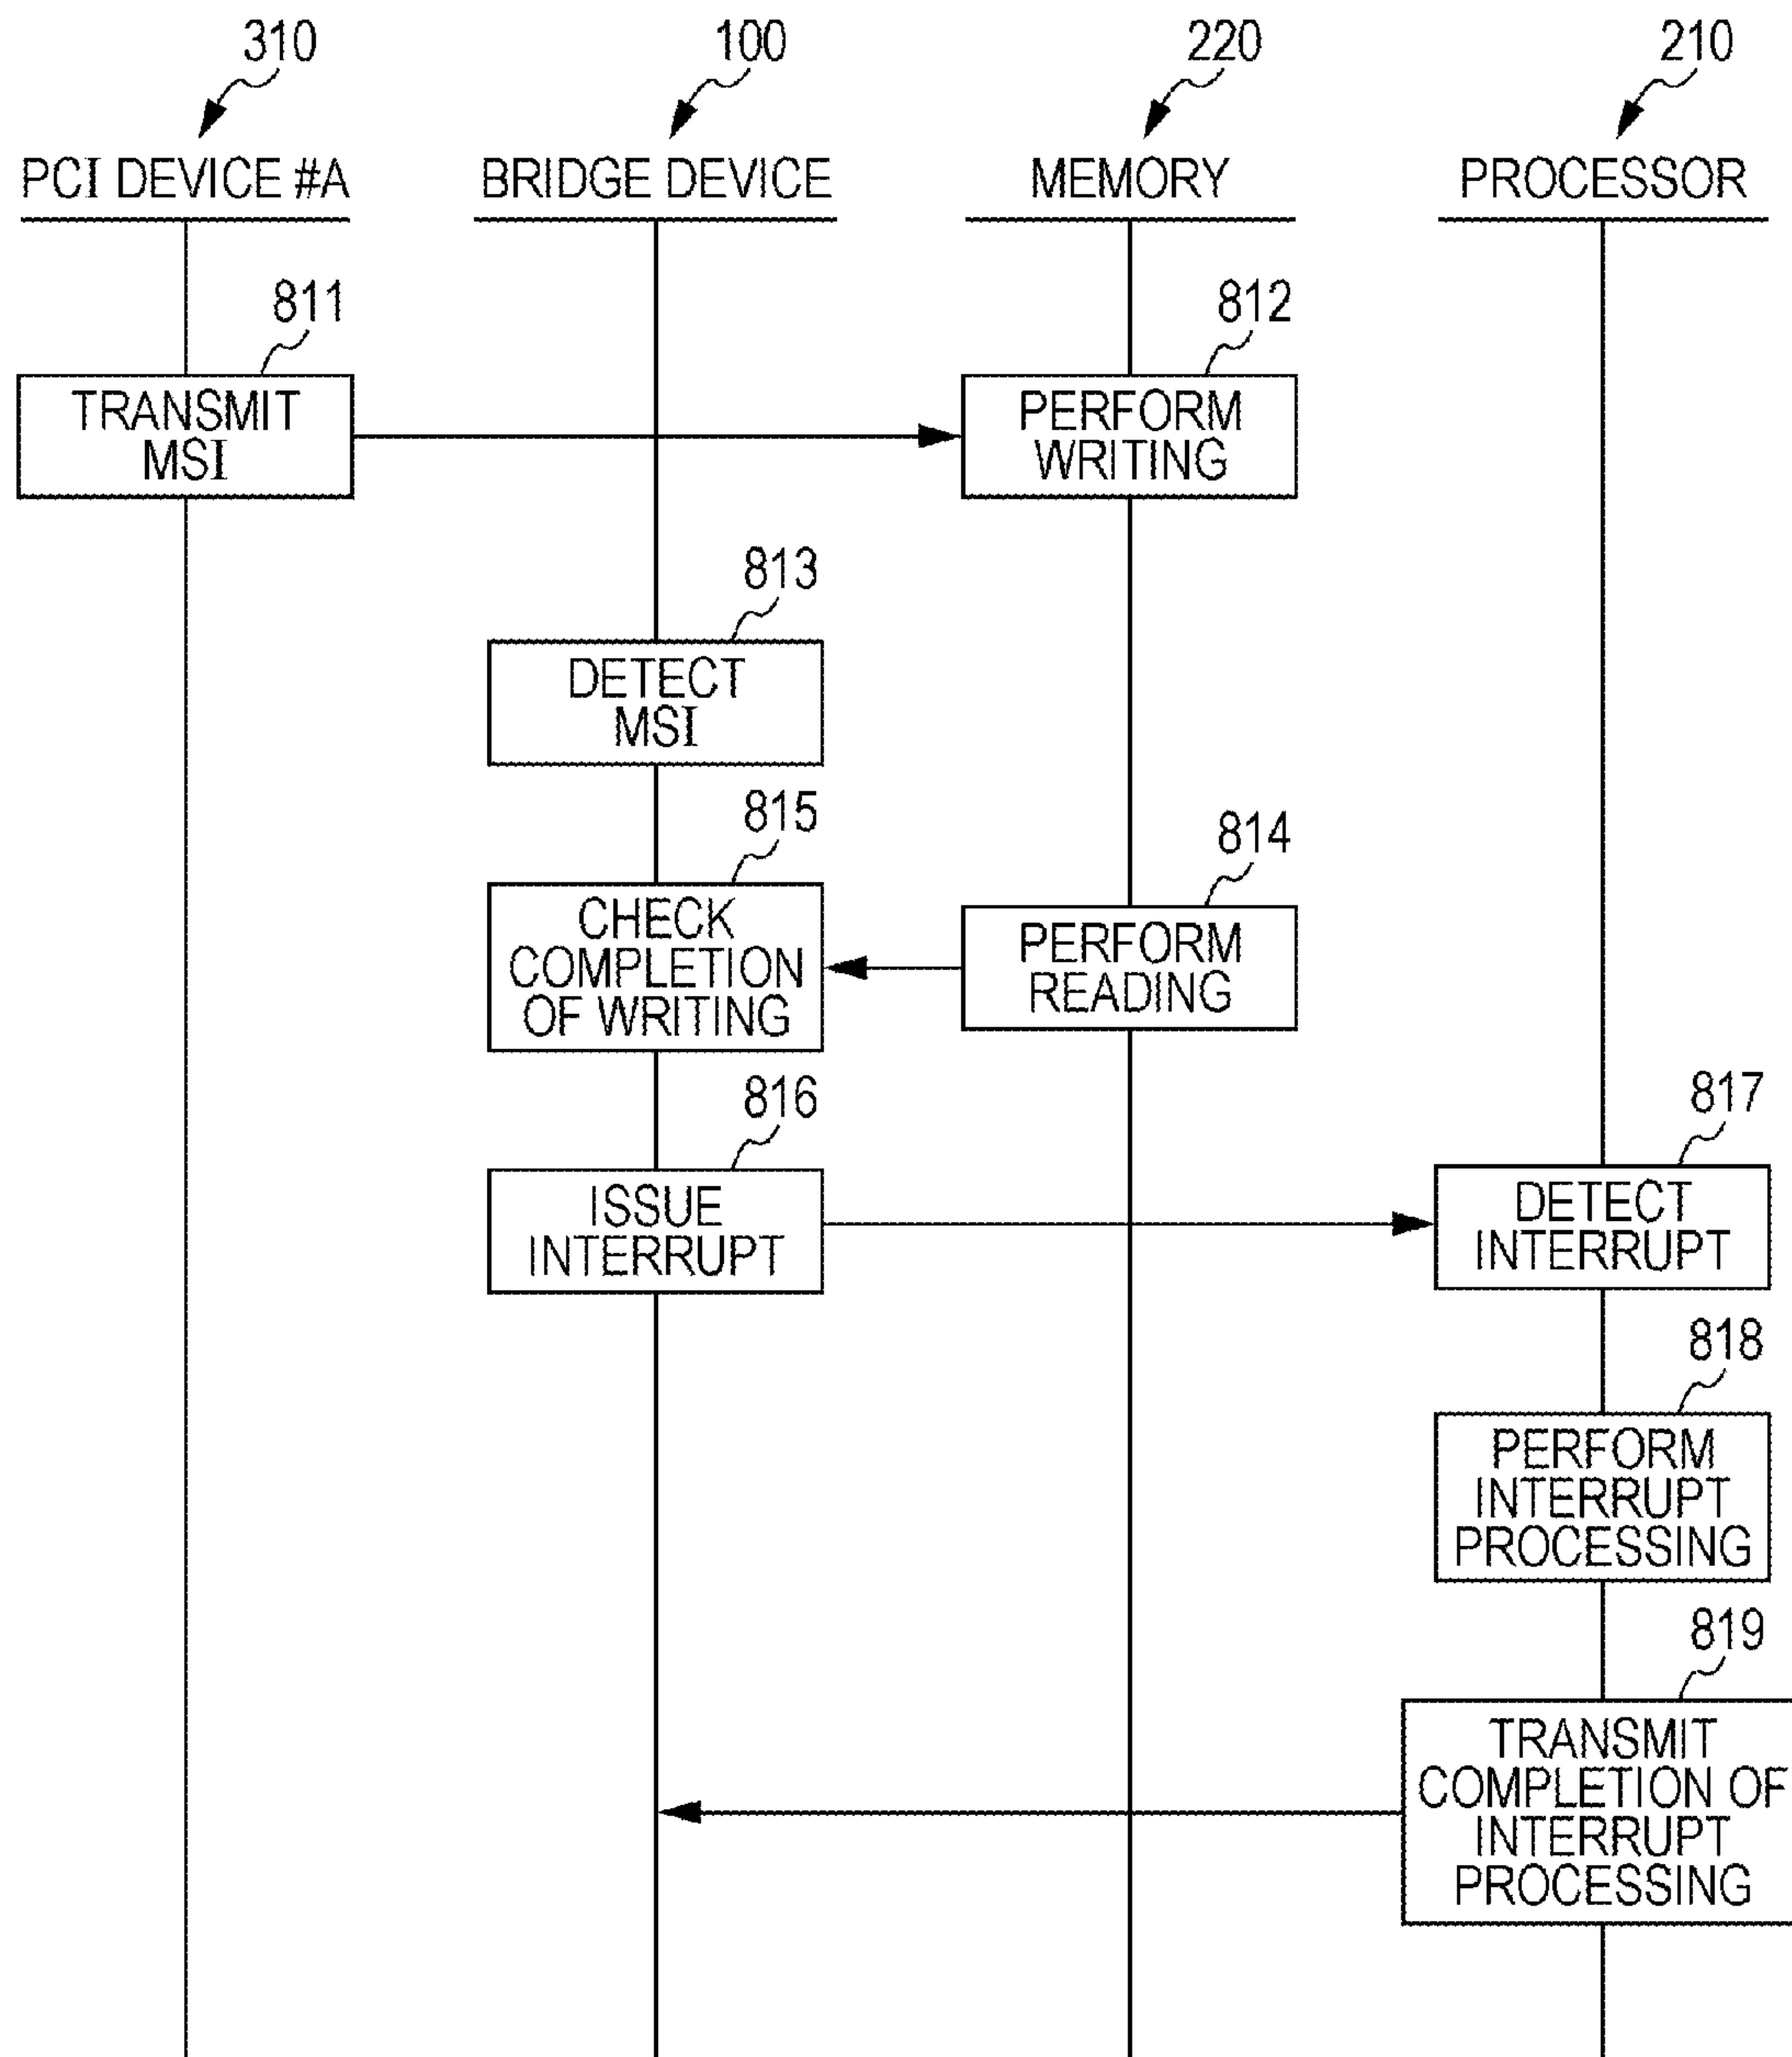 310
100
220
210
PCI DEVICE #A
BRIDGE DEVICE
MEMORY
PROCESSOR
811
TRANSMIT
MSI
812
PERFORM
WRITING
813
DETECT
MSI
815
CHECK
COMPLETION
OF WRITING
814
PERFORM
READING
816
ISSUE
INTERRUPT
817
DETECT
INTERRUPT
818
PERFORM
INTERRUPT
PROCESSING
819
TRANSMIT
COMPLETION OF
INTERRUPT
PROCESSING